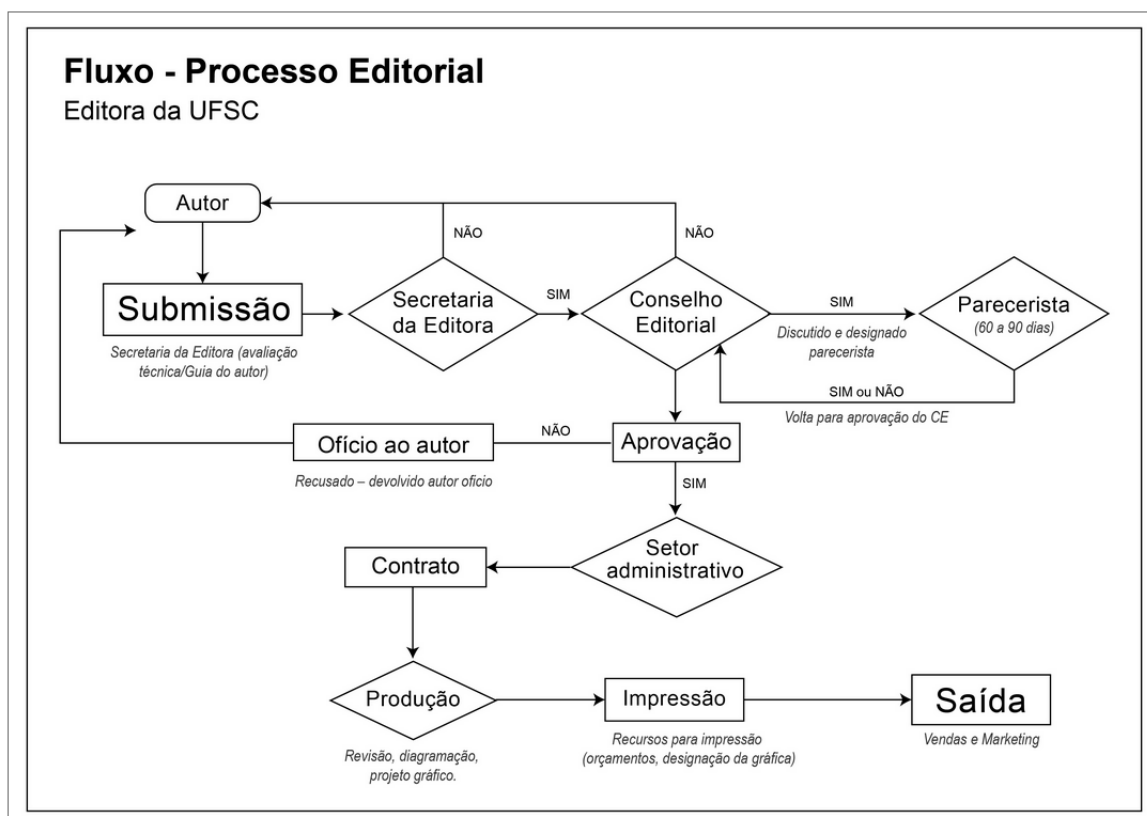 Fluxo - Processo Editorial
Editora da UFSC
Autor
NÃO
NÃO
Submissão
Secretaria da Editora (avaliação
técnica/Guia do autor)
Secretaria
da Editora
SIM
Conselho
Editorial
SIM
Discutido e designado
parecerista
Parecerista
(60 a 90 dias)
SIM ou NÃO
Volta para aprovação do CE
Aprovação
NÃO
Ofício ao autor
Recusado – devolvido autor oficio
SIM
Setor
administrativo
Contrato
Produção
Revisão, diagramação,
projeto gráfico.
Impressão
Recursos para impressão
(orçamentos, designação da gráfica)
Saída
Vendas e Marketing